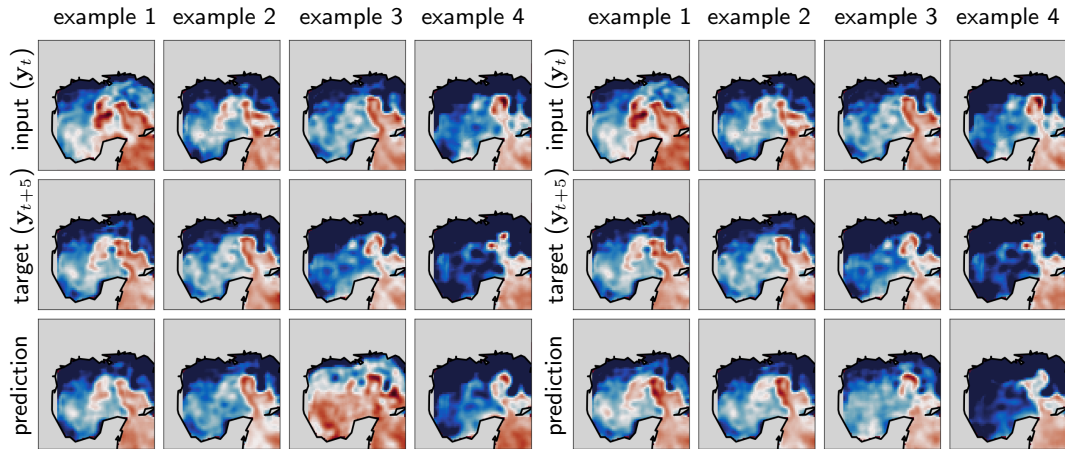 example 1 example 2 example 3 example 4 example 1 example 2 example 3 example 4
input (y_t) input (y_t)
target (y_{t+5}) target (y_{t+5})
prediction prediction